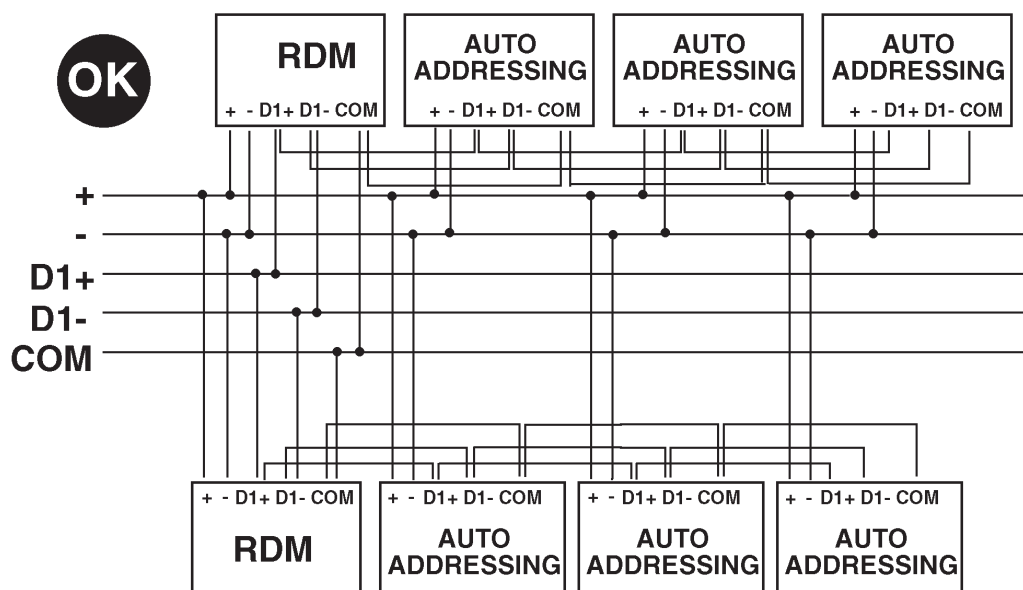 OK
RDM
+ - D1+ D1- COM
AUTO
ADDRESSING
+ - D1+ D1- COM
AUTO
ADDRESSING
+ - D1+ D1- COM
AUTO
ADDRESSING
+ - D1+ D1- COM
+
-
D1+
D1-
COM
+ - D1+ D1- COM
RDM
+ - D1+ D1- COM
AUTO
ADDRESSING
+ - D1+ D1- COM
AUTO
ADDRESSING
+ - D1+ D1- COM
AUTO
ADDRESSING